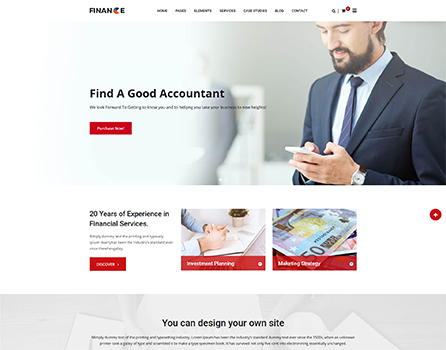 FINANCE
HOME PAGES ELEMENTS SERVICES CASE STUDIES BLOG CONTACT
Find A Good Accountant
We look Forward To Getting to know you and to helping you take your business to new heights!
Purchase Now!
20 Years of Experience in
Financial Services.
Simply dummy text of the printing and typesety
ipsum dearly has been the industry's standard ever
since therefringalley.
DISCOVER
Investment Planning
Marketing Strategy
You can design your own site
Simply dummy text of the printing and typesetting industry. Lorem Ipsum has been the industry's standard dummy text ever since the 1500s, when an unknown
printer took a galley of type and scrambled it to make a type specimen book. It has survived not only five centuries, but also the leap into electronic typesetting, remaining essentially unchanged.